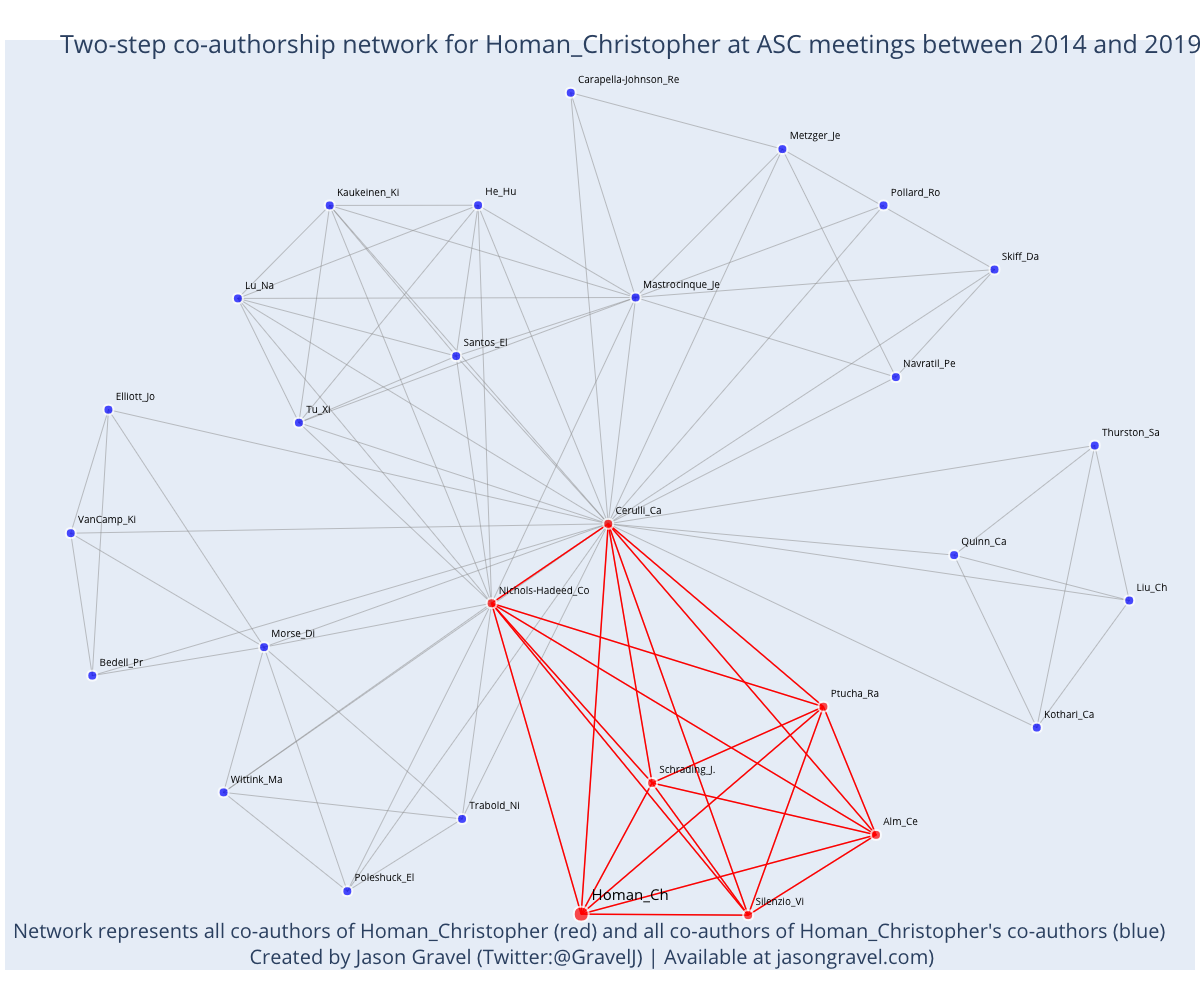 Two-step co-authorship network for Homan_Christopher at ASC meetings between 2014 and 2019
Carapella-Johnson_Re
Metzger_Je
Kaukeinen_Ki
He_Hu
Pollard_Ro
Skiff_Da
Lu_Na
Mastrocinque_Je
Santos_El
Navratil_Pe
Elliott_Jo
Tu_Xi
Thurston_Sa
Cerulli_Ca
VanCamp_Ki
Quinn_Ca
Nichols-Hadeed_Co
Liu_Ch
Morse_Di
Bedell_Pr
Ptucha_Ra
Kothari_Ca
Schrading_J.
Wittink_Ma
Trabold_Ni
Alm_Ce
Poleshuck_El
Homan_Ch
Silenzio_Vi
Network represents all co-authors of Homan_Christopher (red) and all co-authors of Homan_Christopher's co-authors (blue)
Created by Jason Gravel (Twitter:@GravelJ) | Available at jasongravel.com)